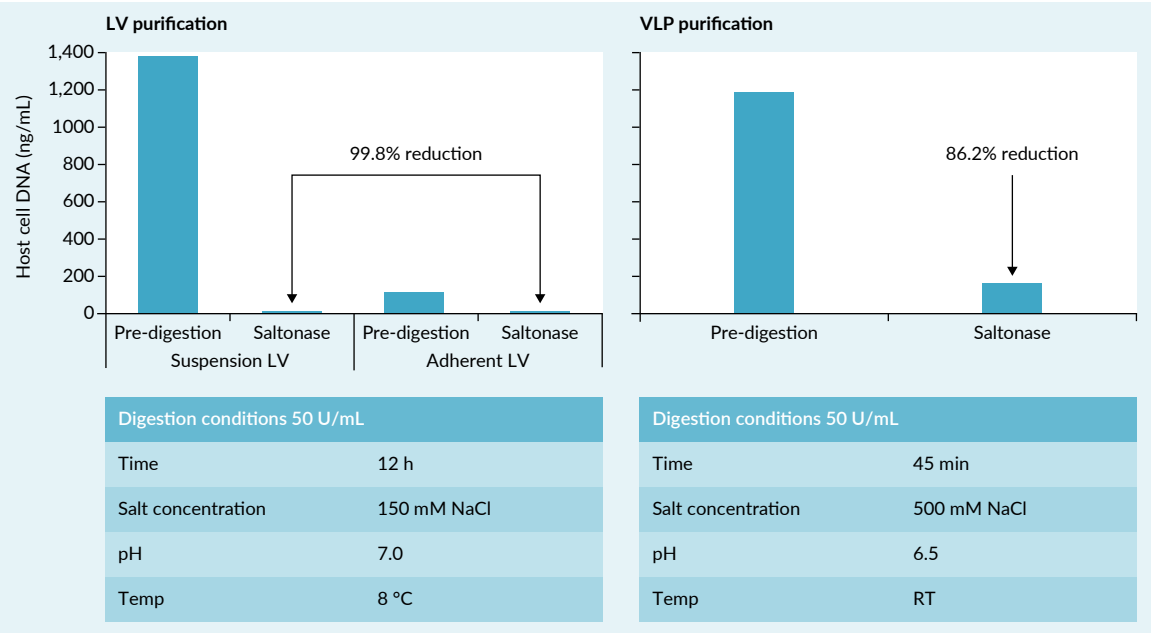 LV purification
Host cell DNA (ng/mL)
1,400
1,200
1000
800
600
400
200
0
99.8% reduction
Pre-digestion Saltonase Pre-digestion Saltonase
Suspension LV Adherent LV
Digestion conditions 50 U/mL
Time 12 h
Salt concentration 150 mM NaCl
pH 7.0
Temp 8 °C
VLP purification
86.2% reduction
Pre-digestion Saltonase
Digestion conditions 50 U/mL
Time 45 min
Salt concentration 500 mM NaCl
pH 6.5
Temp RT